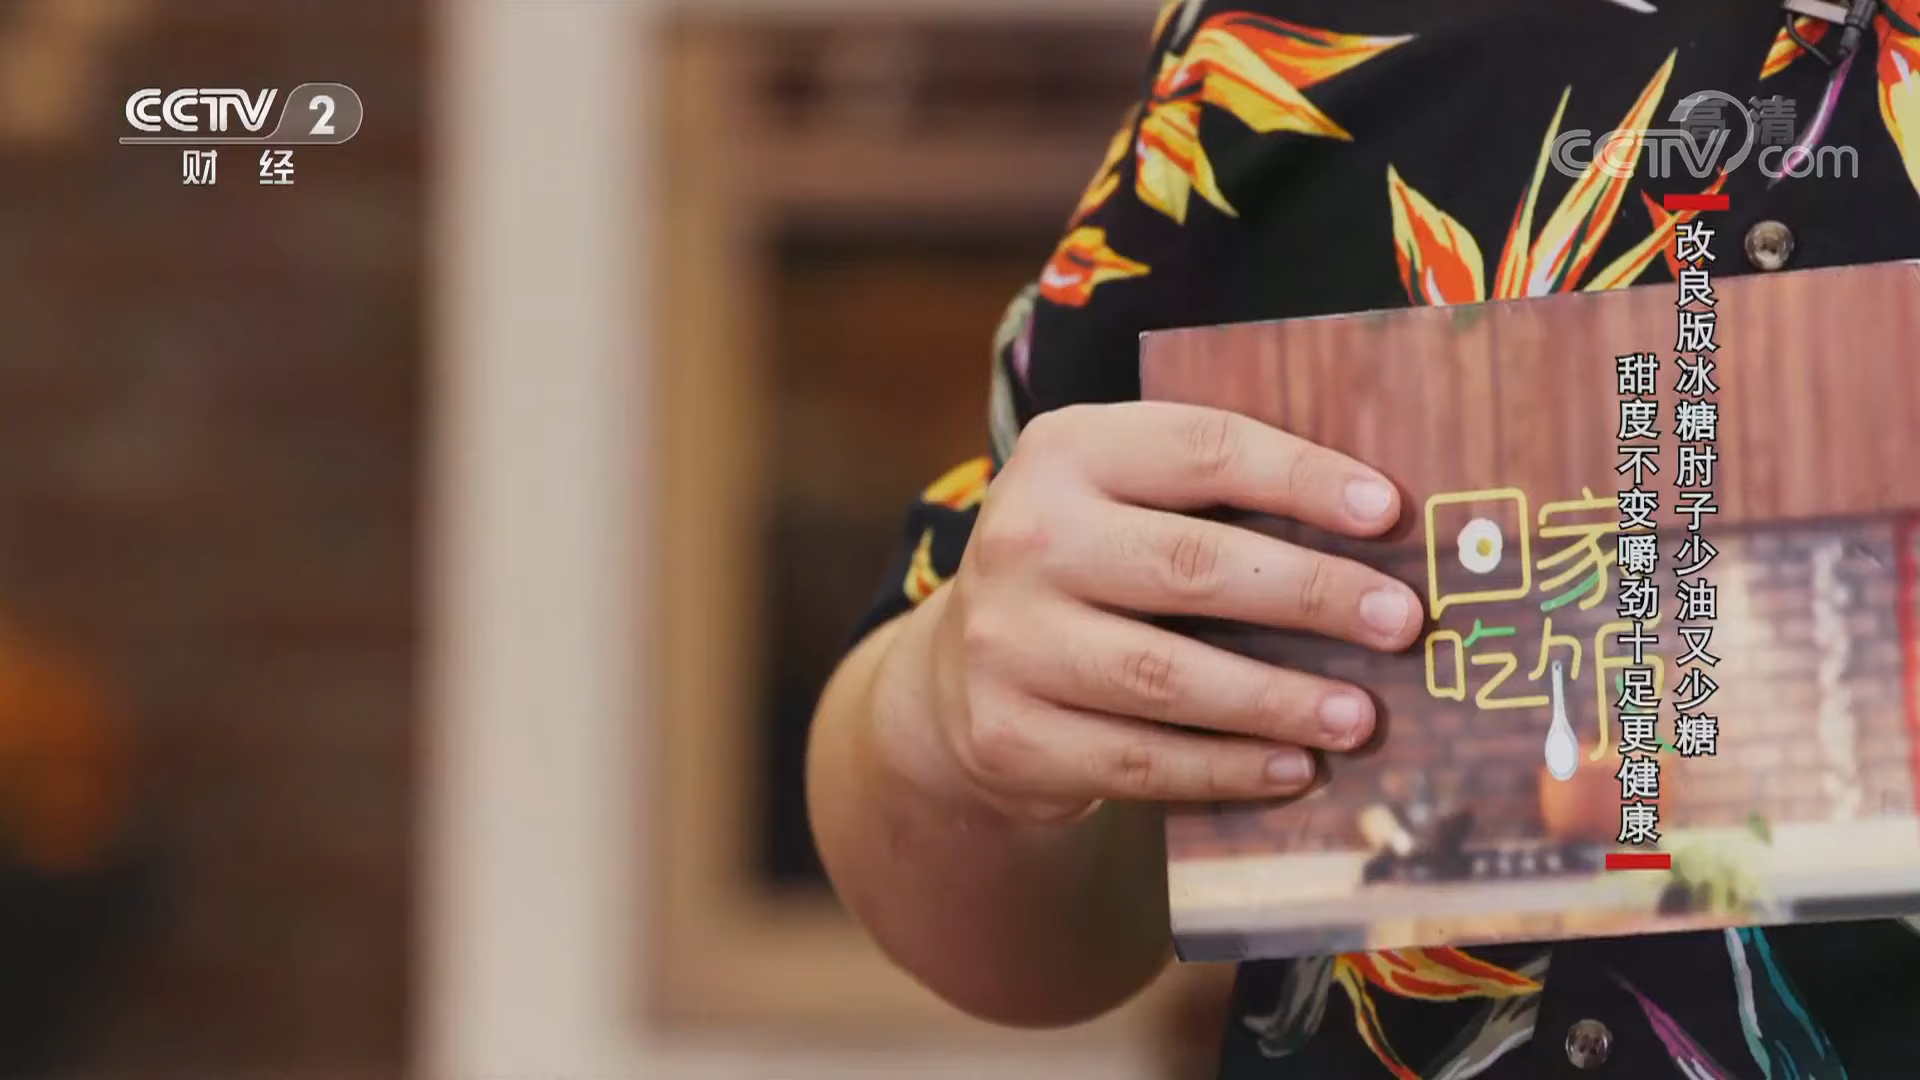 CCTV 2
财 经
高清
CCTV.com
改良版冰糖肘子少油又少糖
甜度不变嚼劲十足更健康
回家
吃饭